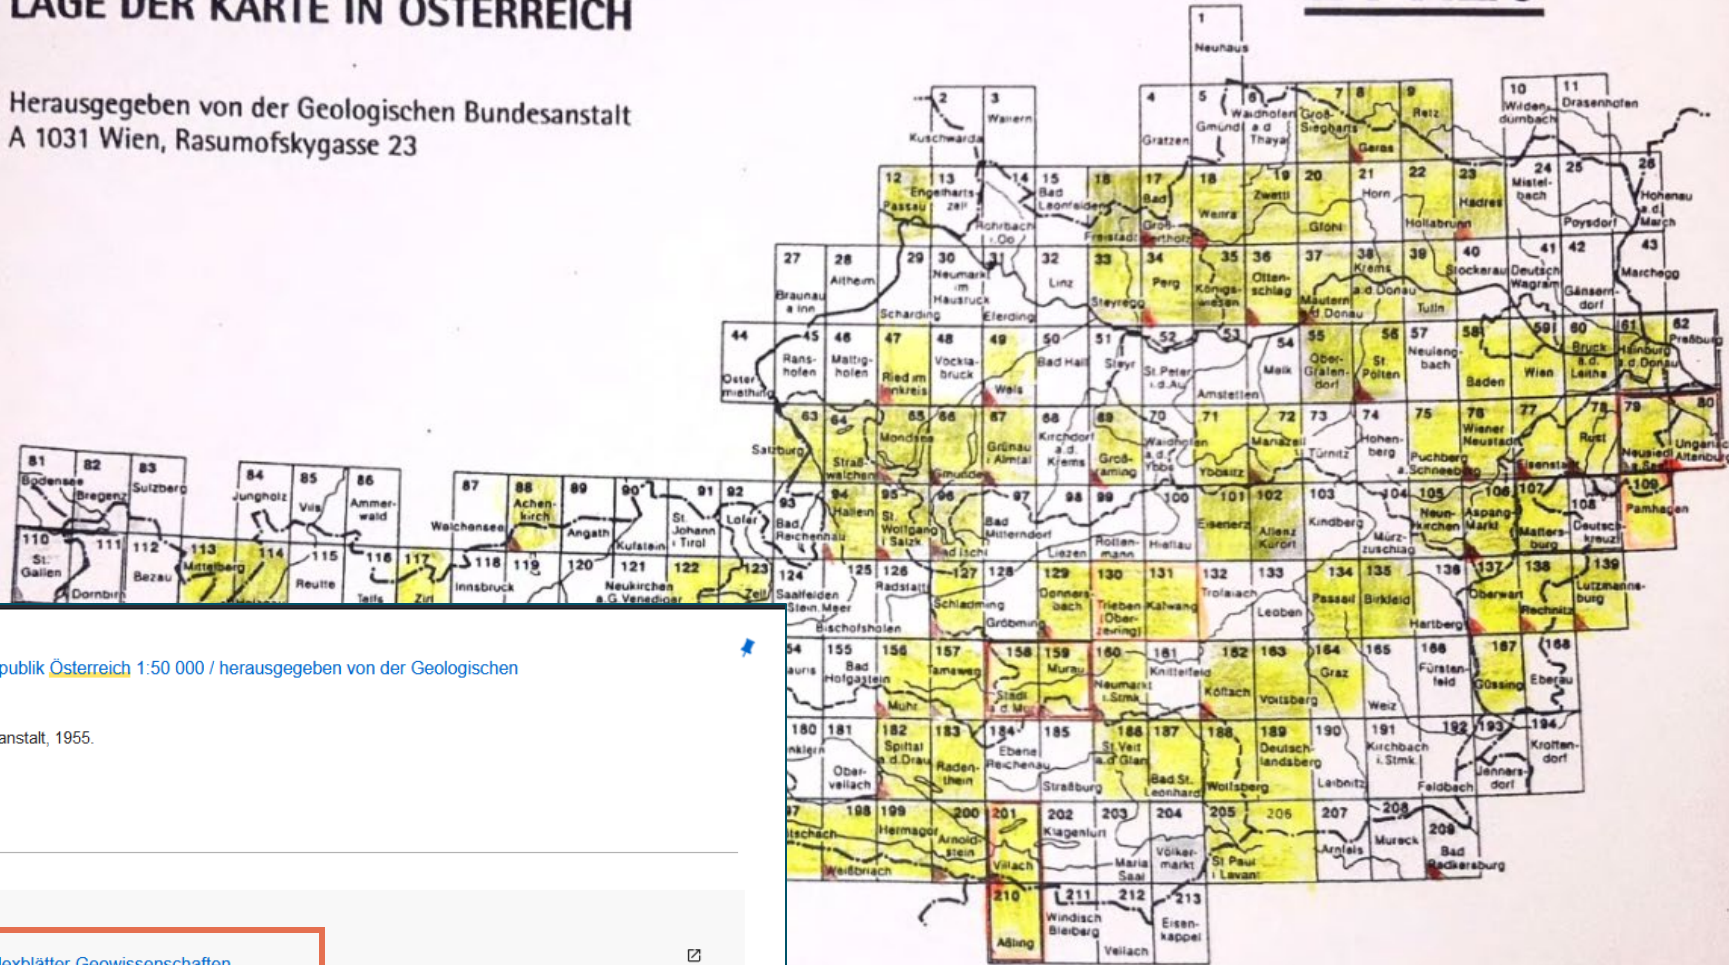 LAGE DER KARTE IN ÖSTERREICH
Herausgegeben von der Geologischen Bundesanstalt
A 1031 Wien, Rasumofskygasse 23
1
Neuhaus
2
Kuschwarda
3
Wallern
4
Gratzen
5
Gmünd
6
Waidhofen
a.d
Thaya
7
Groß-
Siegharts
8
Geras
9
Retz
10
Wilden-
dürnbach
11
Drasenhofen
12
Passau
13
Engelharts-
zell
14
Rohrbach
i.Oö
15
Bad
Leonfelden
16
Freistadt
17
Bad
Groß-
pertholz
18
Weitra
19
Zwettl
20
Gföhl
21
Horn
22
Hollabrunn
23
Hadres
24
Mistel-
bach
25
Poysdorf
26
Hohenau
a.d.
March
27
Braunau
a Inn
28
Altheim
29
Schärding
30
Neumarkt
im
Hausruck
31
Eferding
32
Linz
33
Steyregg
34
Perg
35
Königs-
wiesen
36
Otten-
schlag
37
Mautern
a.d.Donau
38
Krems
a.d.Donau
39
Tulln
40
Stockerau
41
Deutsch
Wagram
42
Gänsern-
dorf
43
Marchegg
44
Oster
miething
45
Rans-
hofen
46
Mattig-
hofen
47
Ried im
Innkreis
48
Vöckla-
bruck
49
Wels
50
Bad Hall
51
Steyr
52
St.Peter
i.d.Au
53
Amstetten
54
Melk
55
Ober-
Grafen-
dorf
56
St.
Pölten
57
Neuleng-
bach
58
Baden
59
Wien
60
Bruck
a.d.
Leitha
61
Hainburg
a.d.Donau
62
Preßburg
63
Salzburg
64
Straß-
walchen
65
Mondsee
66
Gmunden
67
Grünau
i Almtal
68
Kirchdorf
a.d.
Krems
69
Groß-
raming
70
Waidhofen
a.d.
Ybbs
71
Ybbsitz
72
Mariazell
73
Türnitz
74
Hohen-
berg
75
Puchberg
a.Schneeberg
76
Wiener
Neustadt
77
Eisenstadt
78
Rust
79
Neusiedl
a.See
80
Ungarisch
Altenburg
81
Bodensee
82
Bregenz
83
Sulzberg
84
Jungholz
85
Vils
86
Ammer-
wald
87
Walchensee
88
Achen-
kirch
89
Angath
90
Kufstein
91
St.
Johann
i Tirol
92
Lofer
93
Bad
Reichenhall
94
Hallein
95
St.
Wolfgang
i Salzk
96
Bad Ischl
97
Bad
Mitterndorf
98
Liezen
99
Rotten-
mann
100
Hieflau
101
Eisenerz
102
Aflenz
Kurort
103
Kindberg
104
Mürz-
zuschlag
105
Neun-
kirchen
106
Aspang-
Markt
107
Matters-
burg
108
Deutsch-
kreuz
109
Pamhagen
110
St.
Gallen
111
Dornbirn
112
Bezau
113
Mittelberg
114
115
Reutte
116
Telfs
117
Zirl
118
Innsbruck
119
120
121
Neukirchen
a.G.Venediger
122
123
Zell
124
Saalfelden
Stein.Meer
125
Bischofshofen
126
Radstatt
127
Schladming
128
Gröbming
129
Donners-
bach
130
Trieben
(Ober-
zeiring)
131
Kalwang
132
Trofaiach
133
Leoben
134
Passail
135
Birkfeld
136
Hartberg
137
Oberwart
138
Rechnitz
139
Lutzmanns-
burg
54
auris
155
Bad
Hofgastein
156
Muhr
157
Tamsweg
158
Stadl
a.d.Mur
159
Murau
160
Neumarkt
i.Stmk.
161
Knittelfeld
162
Köflach
163
Voitsberg
164
Graz
165
Weiz
166
Fürsten-
feld
167
Güssing
168
Eberau
180
nklern
181
Ober-
vellach
182
Spittal
a.d.Drau
183
Raden-
thein
184
Ebene
Reichenau
185
Straßburg
186
St.Veit
a.d Glan
187
Bad St.
Leonhard
188
Wolfsberg
189
Deutsch-
landsberg
190
Leibnitz
191
Kirchbach
i.Stmk.
192
Feldbach
193
Jenners-
dorf
194
Krotten-
dorf
97
itschach
198
Weißbriach
199
Hermagor
200
Arnold-
stein
201
Villach
202
Klagenfurt
203
Maria
Saal
204
Völker-
markt
205
St Paul
i Lavant
206
207
Arnfels
208
Mureck
209
Bad
Radkersburg
210
Aßling
211
Windisch
Bleiberg
212
Vellach
213
Eisen-
kappel
publik Österreich 1:50 000 / herausgegeben von der Geologischen
anstalt, 1955.
lexblätter Geowissenschaften